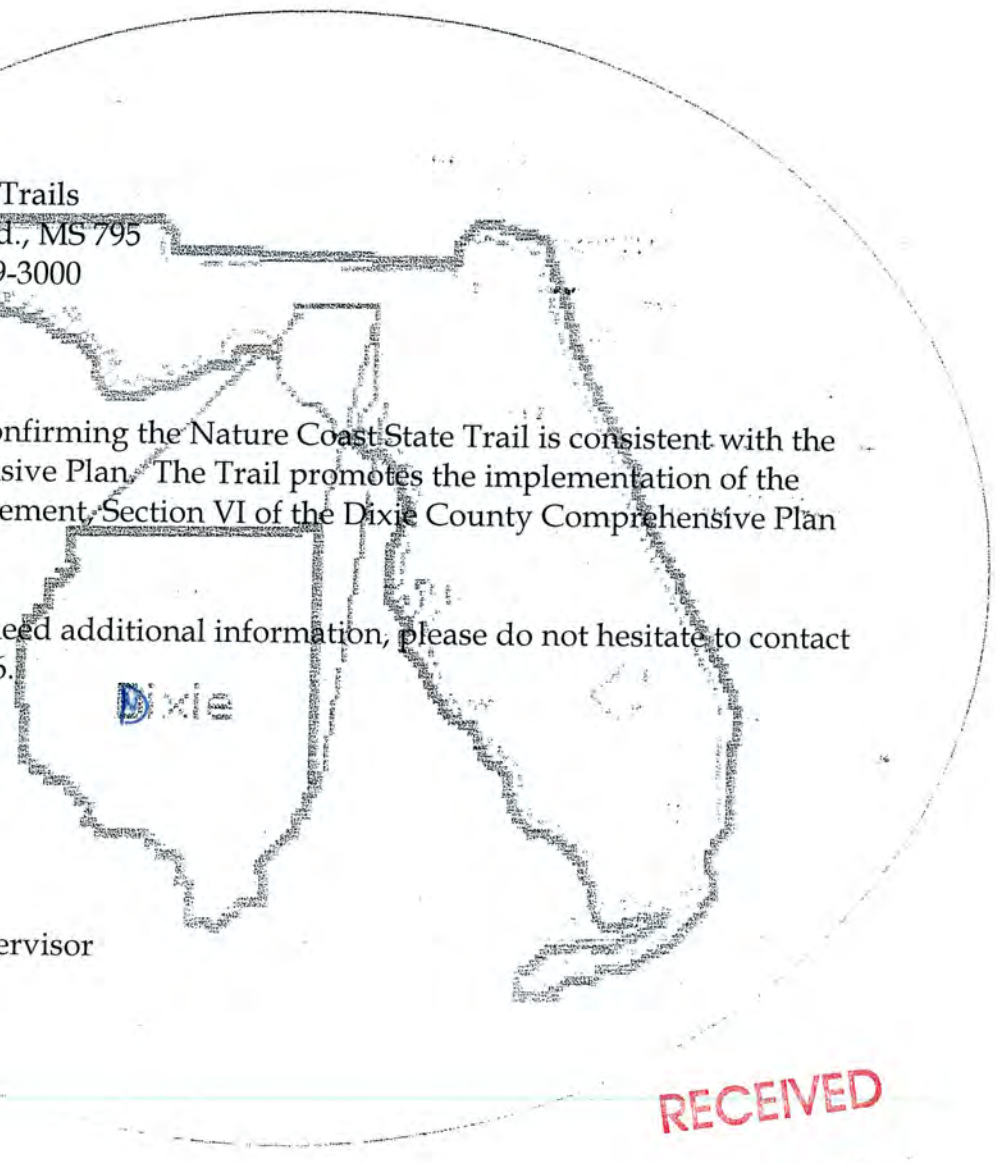 Trails
d., MS 795
9-3000
onfirming the Nature Coast State Trail is consistent with the
sive Plan. The Trail promotes the implementation of the
ement, Section VI of the Dixie County Comprehensive Plan
eed additional information, please do not hesitate to contact
6.
Dixie
ervisor
RECEIVED